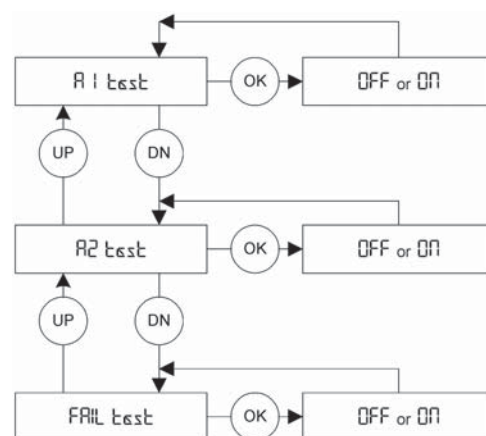 A1 test
OK
OFF or ON
UP
DN
A2 test
OK
OFF or ON
UP
DN
FAIL test
OK
OFF or ON